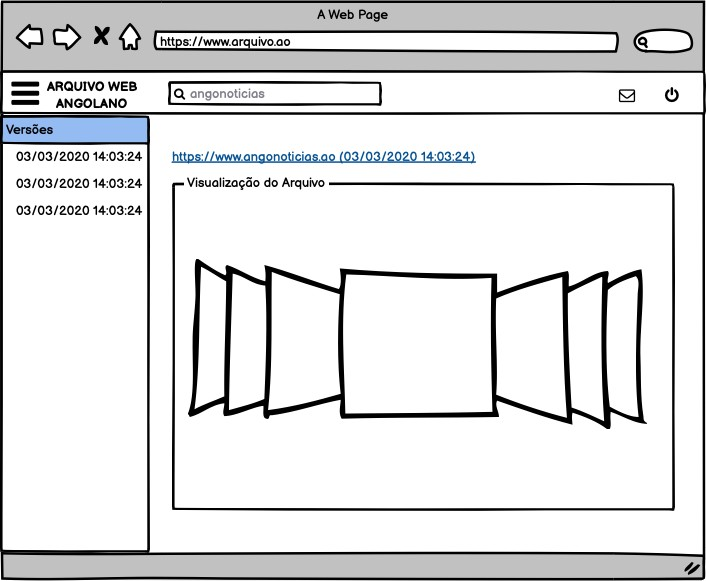 A Web Page
https://www.arquivo.ao
ARQUIVO WEB
ANGOLANO
angonoticias
Versões
03/03/2020 14:03:24
03/03/2020 14:03:24
03/03/2020 14:03:24
https://www.angonoticias.ao (03/03/2020 14:03:24)
Visualização do Arquivo